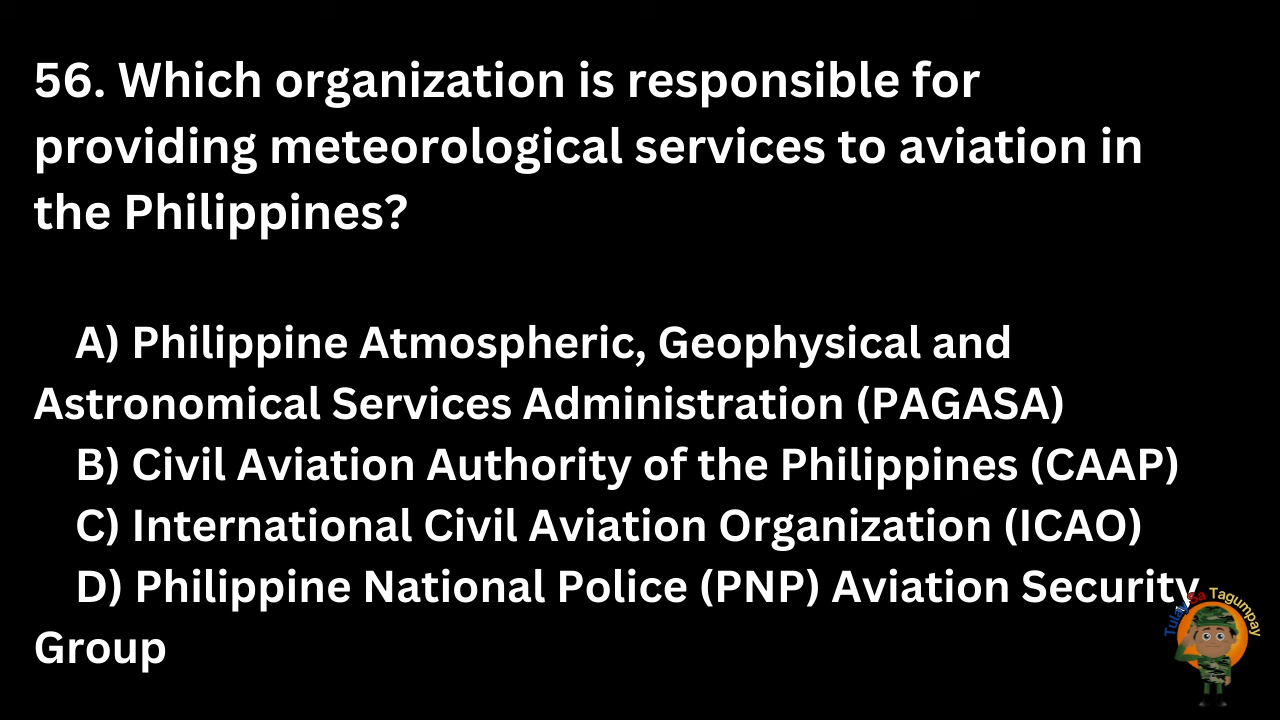 56. Which organization is responsible for
providing meteorological services to aviation in
the Philippines?
A) Philippine Atmospheric, Geophysical and
Astronomical Services Administration (PAGASA)
B) Civil Aviation Authority of the Philippines (CAAP)
C) International Civil Aviation Organization (ICAO)
D) Philippine National Police (PNP) Aviation Security
Group
Tulay Sa Tagumpay